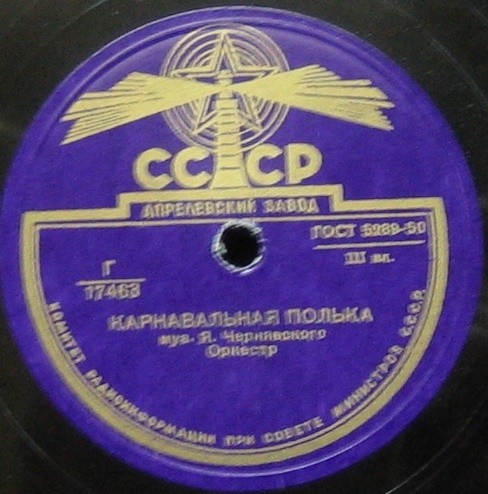 СССР
АПРЕЛЕВСКИЙ ЗАВОД
ГОСТ 5289-50
III вл.
Г
17463
КАРНАВАЛЬНАЯ ПОЛЬКА
муз. Я. Чернявского
Оркестр
КОМИТЕТ РАДИОИНФОРМАЦИИ ПРИ СОВЕТЕ МИНИСТРОВ СССР